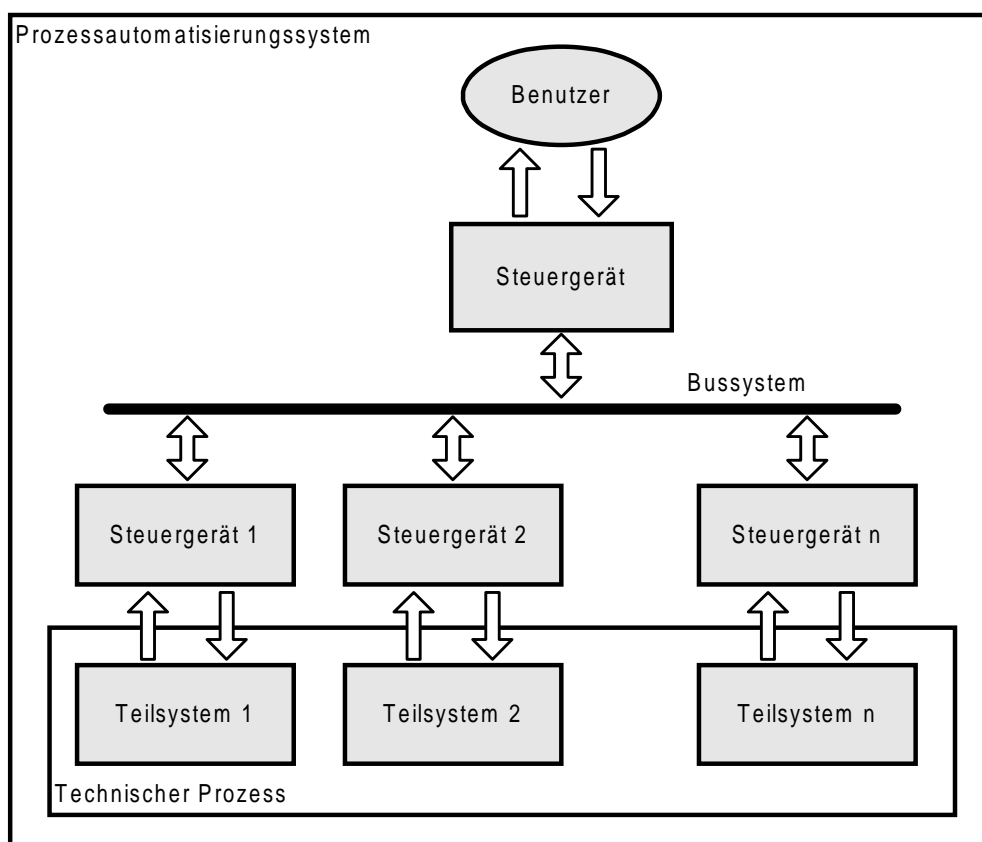 Prozessautomatisierungssystem
Benutzer
Steuergerät
Bussystem
Steuergerät 1
Steuergerät 2
Steuergerät n
Teilsystem 1
Teilsystem 2
Teilsystem n
Technischer Prozess